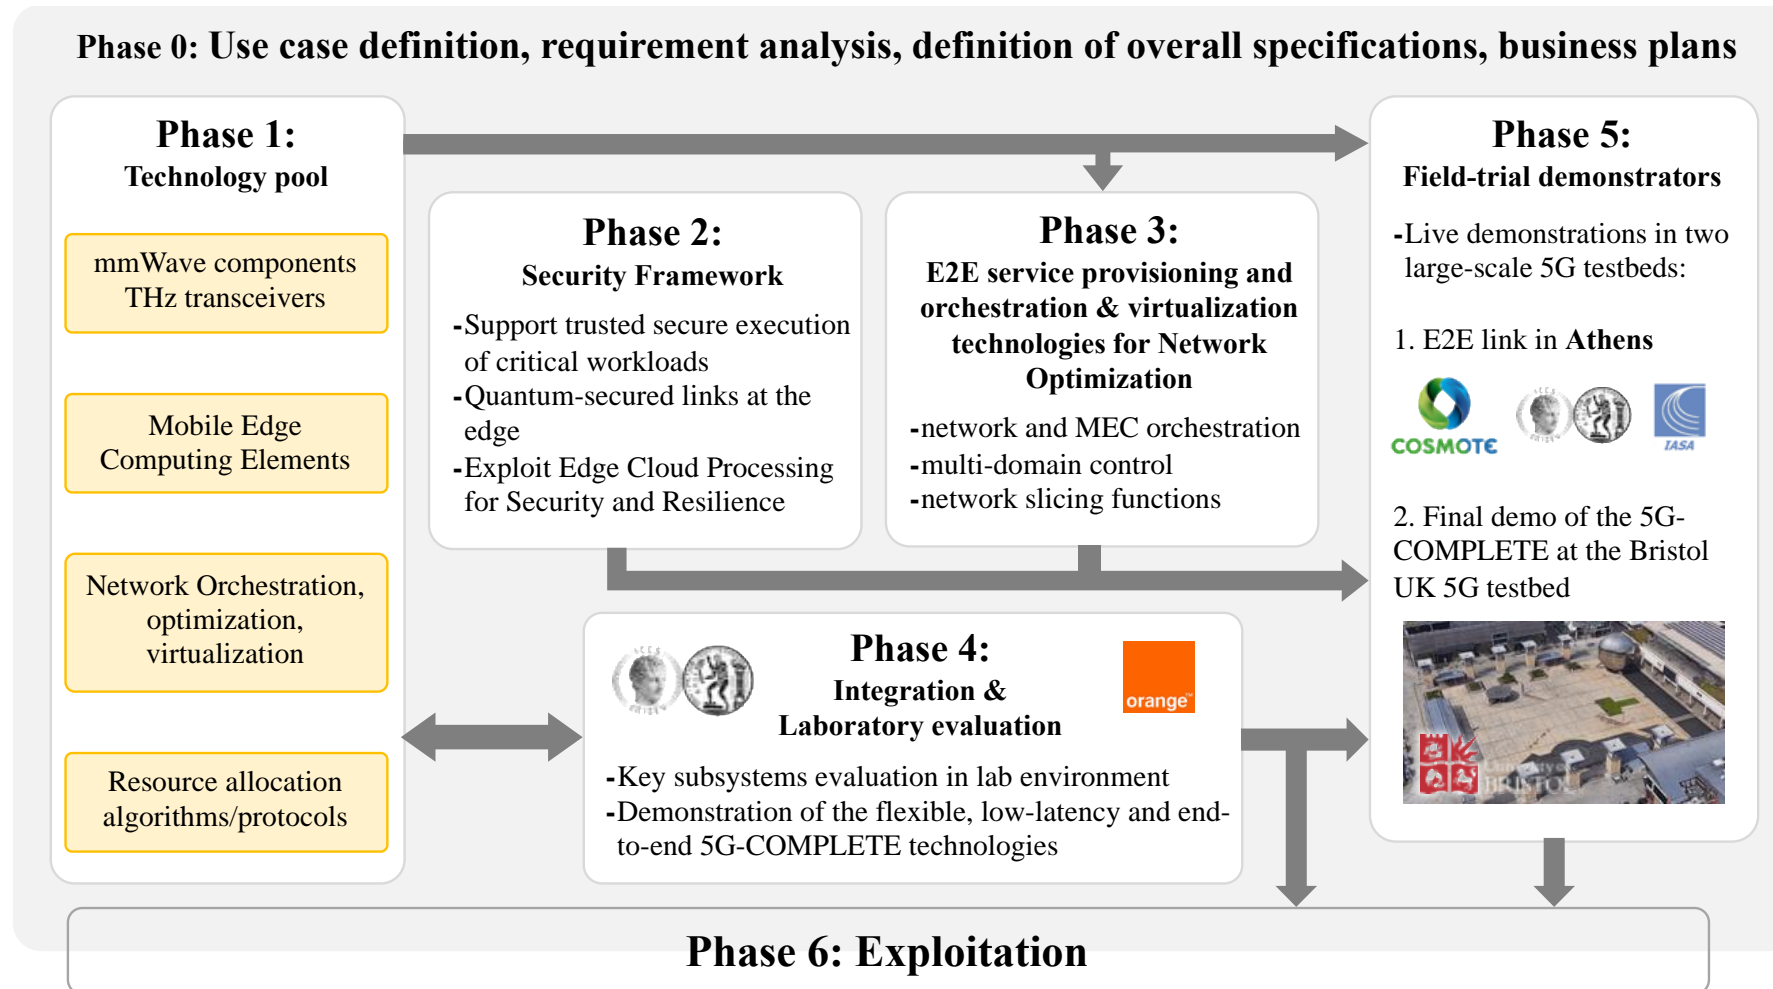 Phase 0: Use case definition, requirement analysis, definition of overall specifications, business plans
Phase 1:
Technology pool
mmWave components
THz transceivers
Mobile Edge
Computing Elements
Network Orchestration,
optimization,
virtualization
Resource allocation
algorithms/protocols
Phase 2:
Security Framework
-Support trusted secure execution
of critical workloads
-Quantum-secured links at the
edge
-Exploit Edge Cloud Processing
for Security and Resilience
Phase 3:
E2E service provisioning and
orchestration & virtualization
technologies for Network
Optimization
-network and MEC orchestration
-multi-domain control
-network slicing functions
Phase 4:
Integration &
Laboratory evaluation
orange™
-Key subsystems evaluation in lab environment
-Demonstration of the flexible, low-latency and end-
to-end 5G-COMPLETE technologies
Phase 5:
Field-trial demonstrators
-Live demonstrations in two
large-scale 5G testbeds:
1. E2E link in Athens
COSMOTE
IASA
2. Final demo of the 5G-
COMPLETE at the Bristol
UK 5G testbed
University of
BRISTOL
Phase 6: Exploitation